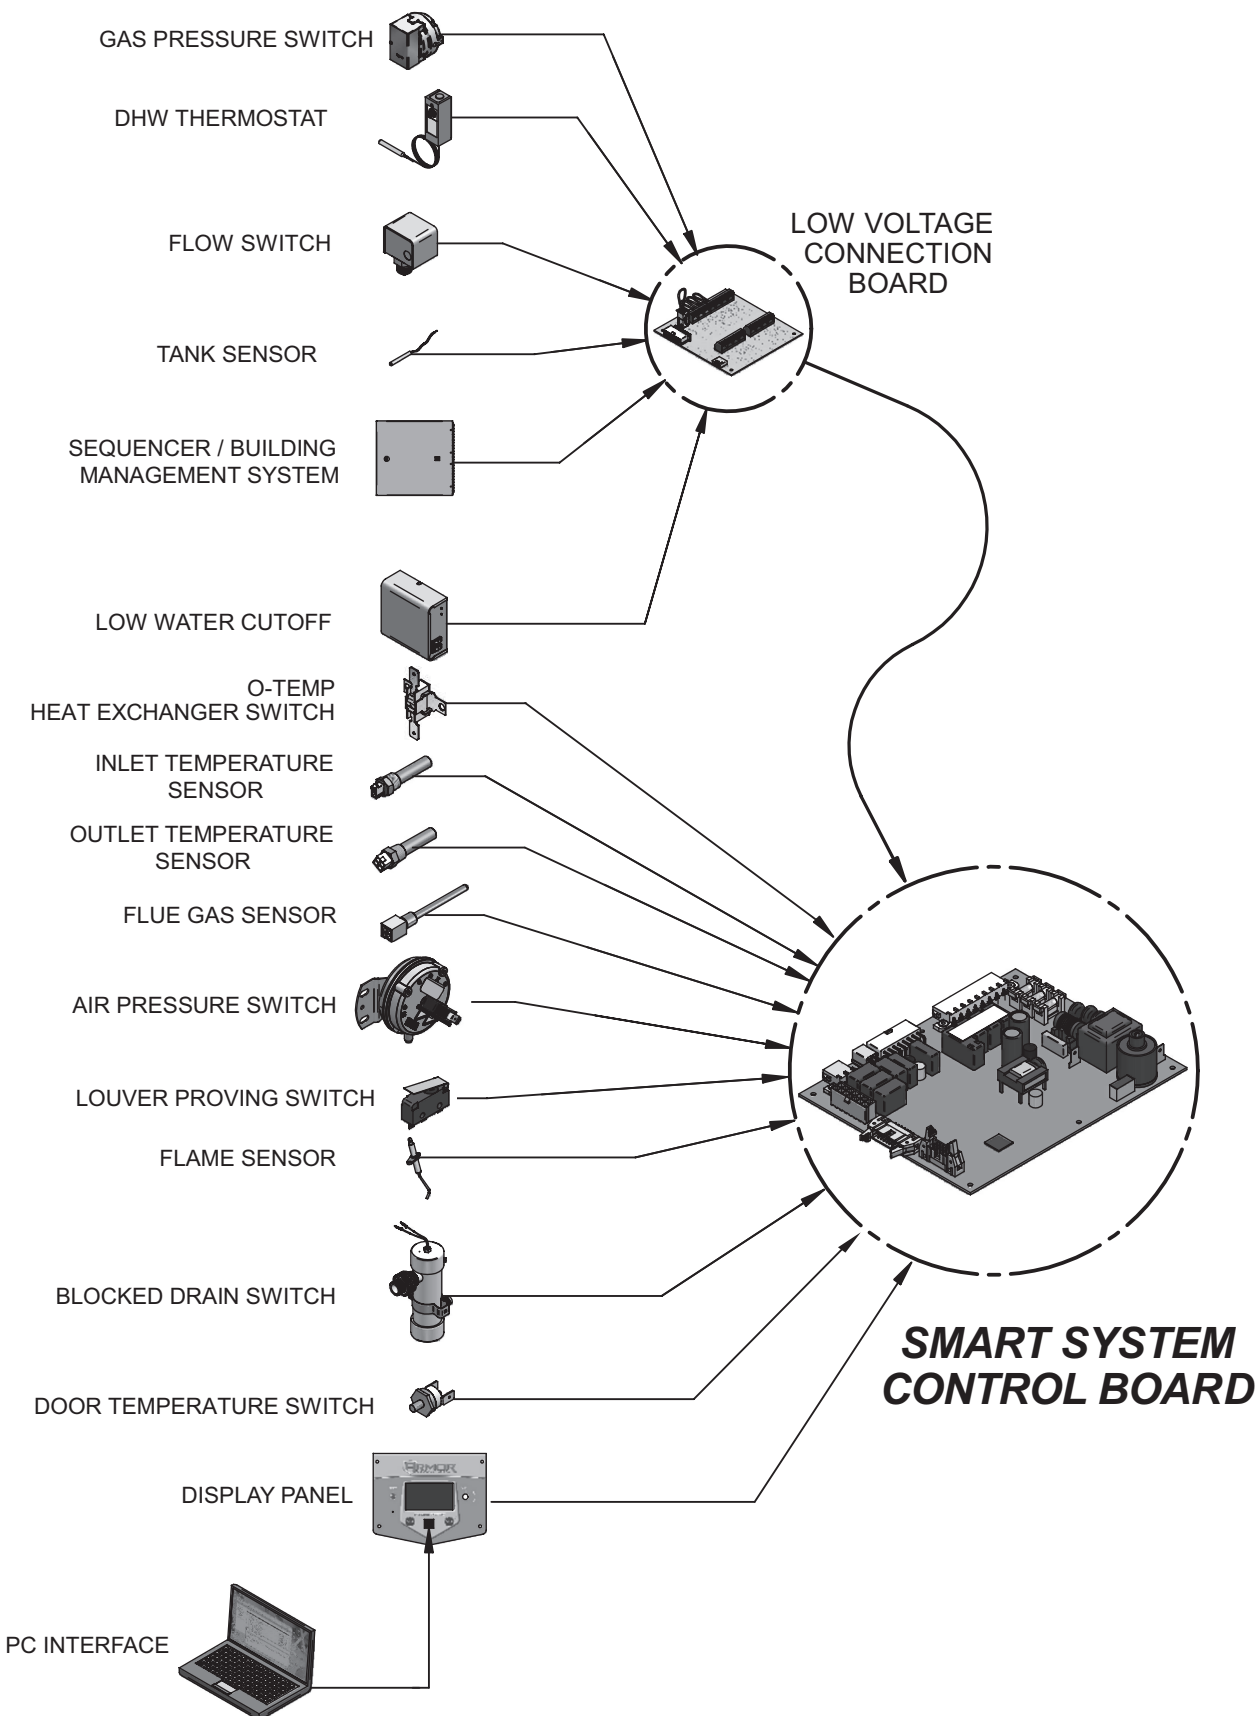 GAS PRESSURE SWITCH
DHW THERMOSTAT
FLOW SWITCH
LOW VOLTAGE
CONNECTION
BOARD
TANK SENSOR
SEQUENCER / BUILDING
MANAGEMENT SYSTEM
LOW WATER CUTOFF
O-TEMP
HEAT EXCHANGER SWITCH
INLET TEMPERATURE
SENSOR
OUTLET TEMPERATURE
SENSOR
FLUE GAS SENSOR
AIR PRESSURE SWITCH
LOUVER PROVING SWITCH
FLAME SENSOR
BLOCKED DRAIN SWITCH
SMART SYSTEM
CONTROL BOARD
DOOR TEMPERATURE SWITCH
ARMOR
DISPLAY PANEL
PC INTERFACE